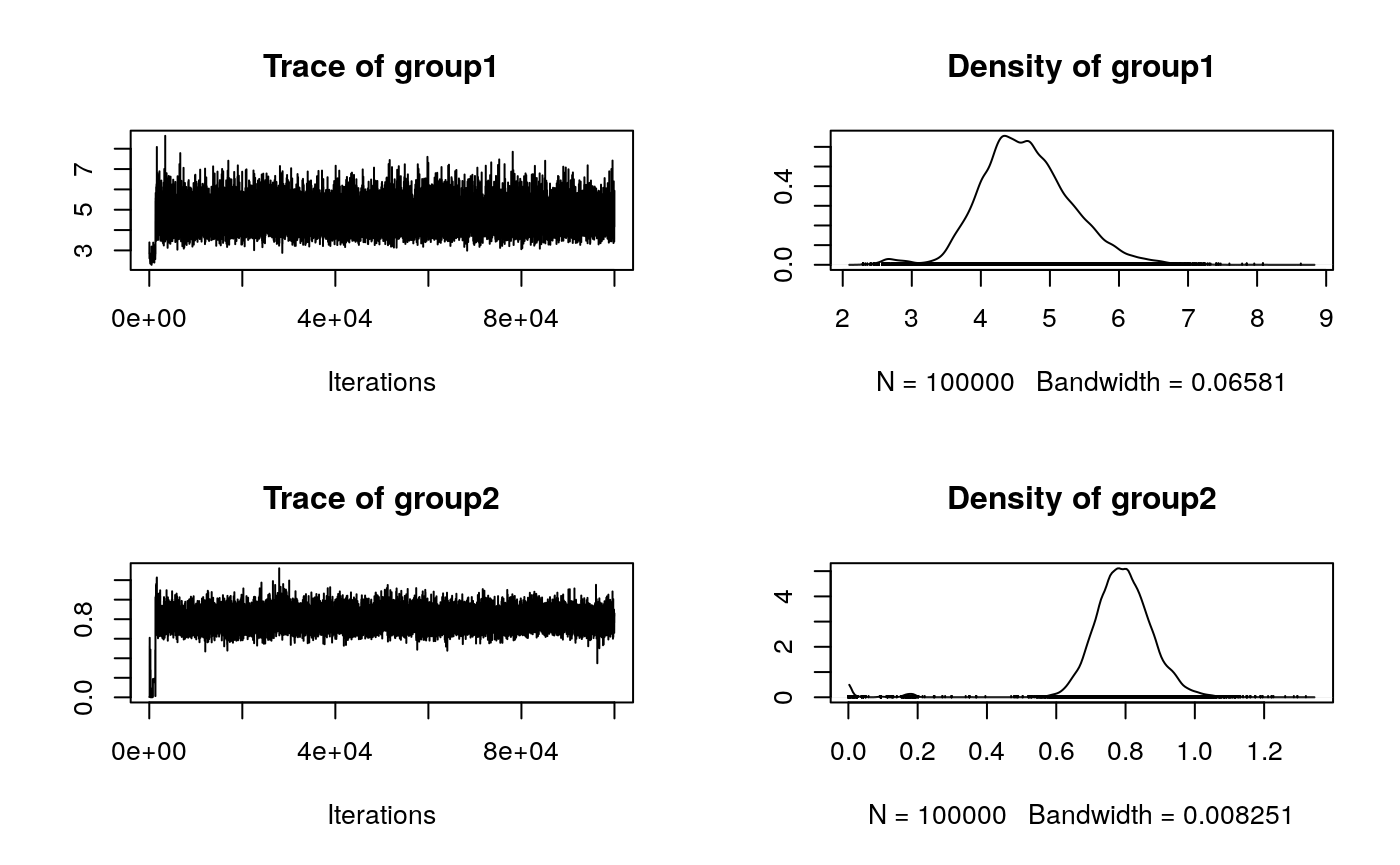 Trace of group1
7
5
3
0e+00 4e+04 8e+04
Iterations
Density of group1
0.4
0.0
2 3 4 5 6 7 8 9
N = 100000 Bandwidth = 0.06581
Trace of group2
0.8
0.0
0e+00 4e+04 8e+04
Iterations
Density of group2
4
2
0
0.0 0.2 0.4 0.6 0.8 1.0 1.2
N = 100000 Bandwidth = 0.008251